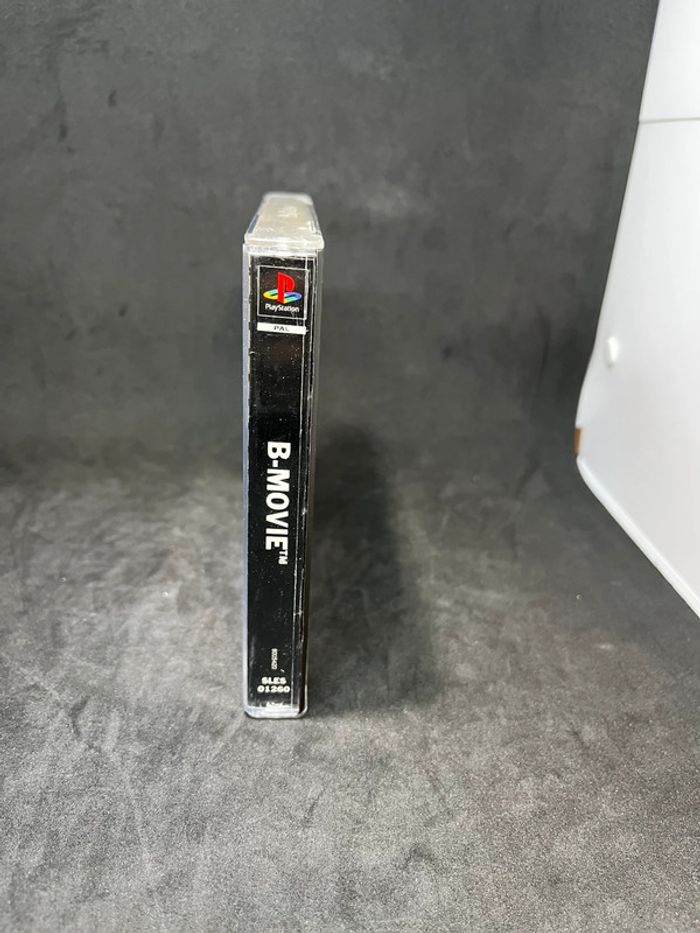 PlayStation
PAL
B-MOVIE™
SLES
01260